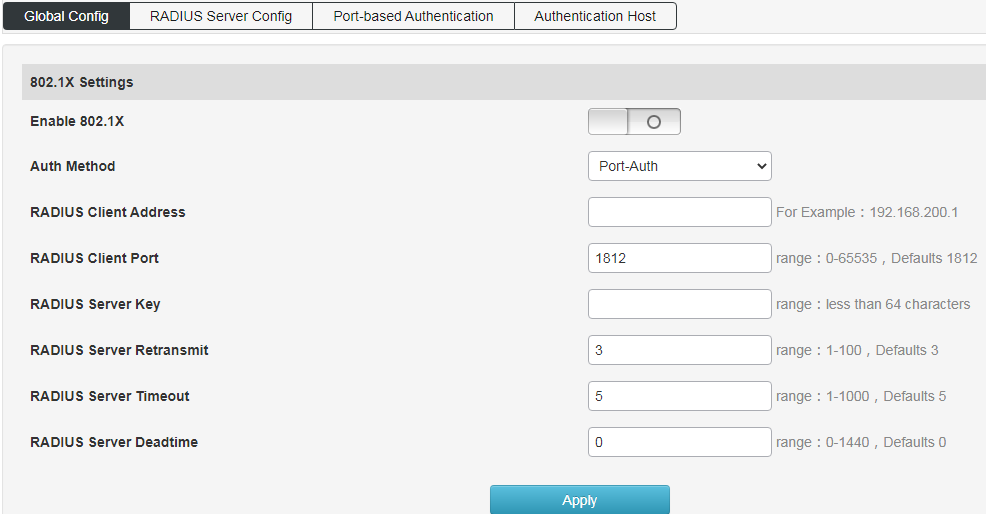 Global Config RADIUS Server Config Port-based Authentication Authentication Host
802.1X Settings
Enable 802.1X
Auth Method Port-Auth
RADIUS Client Address For Example：192.168.200.1
RADIUS Client Port 1812 range：0-65535，Defaults 1812
RADIUS Server Key range：less than 64 characters
RADIUS Server Retransmit 3 range：1-100，Defaults 3
RADIUS Server Timeout 5 range：1-1000，Defaults 5
RADIUS Server Deadtime 0 range：0-1440，Defaults 0
Apply